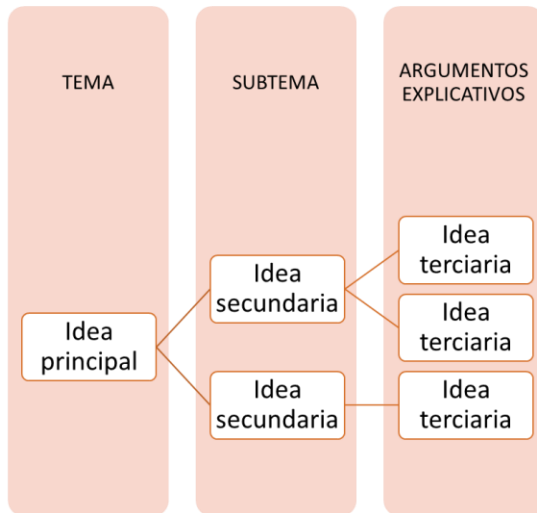 TEMA
SUBTEMA
ARGUMENTOS
EXPLICATIVOS
Idea
principal
Idea
secundaria
Idea
secundaria
Idea
terciaria
Idea
terciaria
Idea
terciaria